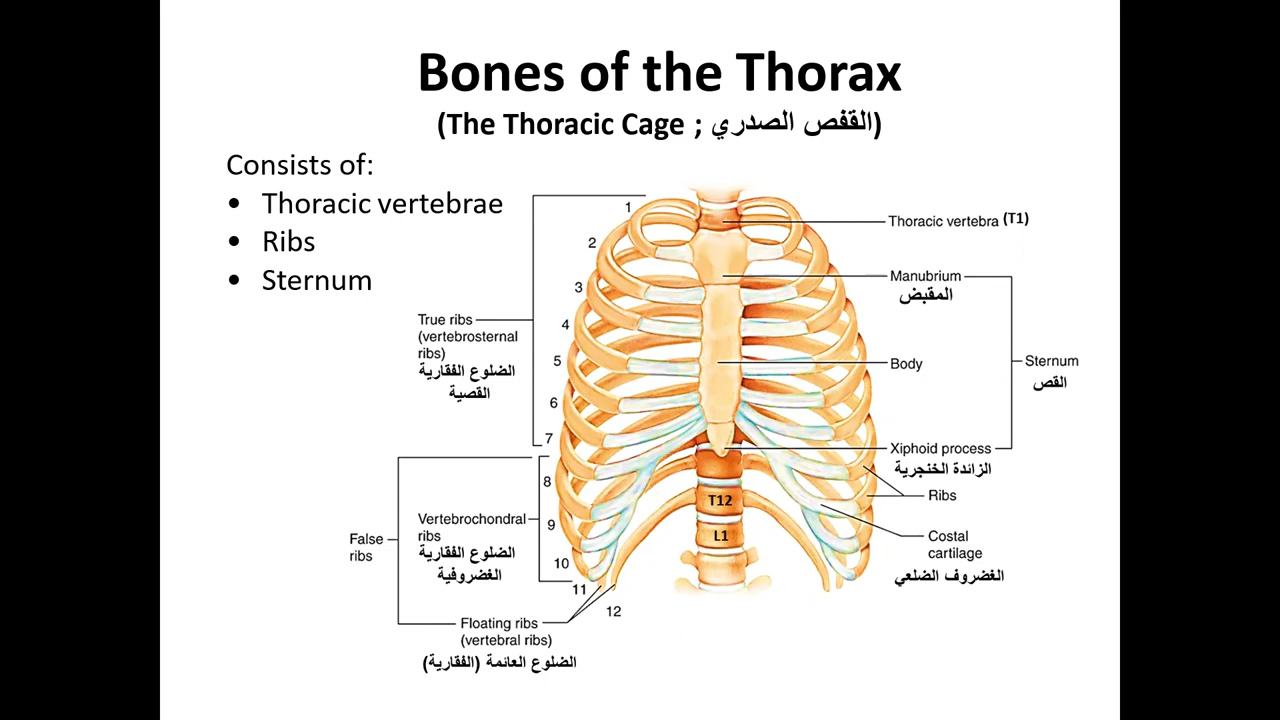 Bones of the Thorax
(The Thoracic Cage ; القفص الصدري)
Consists of:
• Thoracic vertebrae
• Ribs
• Sternum
1
2
3
4
5
6
7
8
9
10
11
12
True ribs
(vertebrosternal
ribs)
الضلوع الفقارية
القصية
False
ribs
Vertebrochondral
ribs
الضلوع الفقارية
الغضروفية
Floating ribs
(vertebral ribs)
الضلوع العائمة (الفقارية)
T12
L1
Thoracic vertebra (T1)
Manubrium
المقبض
Body
Sternum
القص
Xiphoid process
الزائدة الخنجرية
Ribs
Costal
cartilage
الغضروف الضلعي